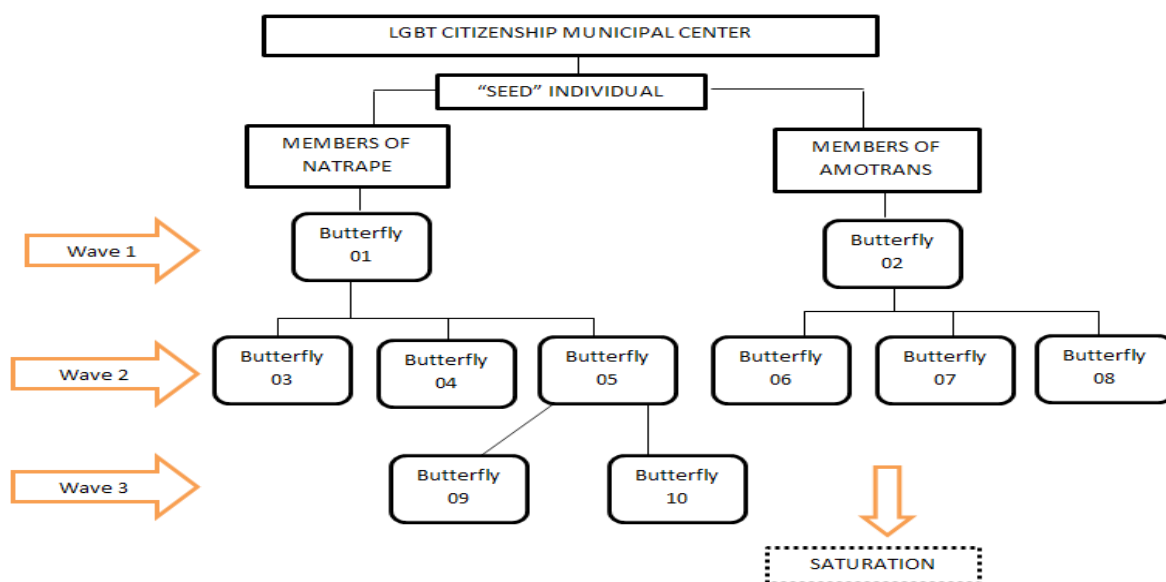 LGBT CITIZENSHIP MUNICIPAL CENTER
“SEED” INDIVIDUAL
MEMBERS OF
NATRAPE
MEMBERS OF
AMOTRANS
Wave 1
Butterfly
01
Butterfly
02
Wave 2
Butterfly
03
Butterfly
04
Butterfly
05
Butterfly
06
Butterfly
07
Butterfly
08
Wave 3
Butterfly
09
Butterfly
10
SATURATION